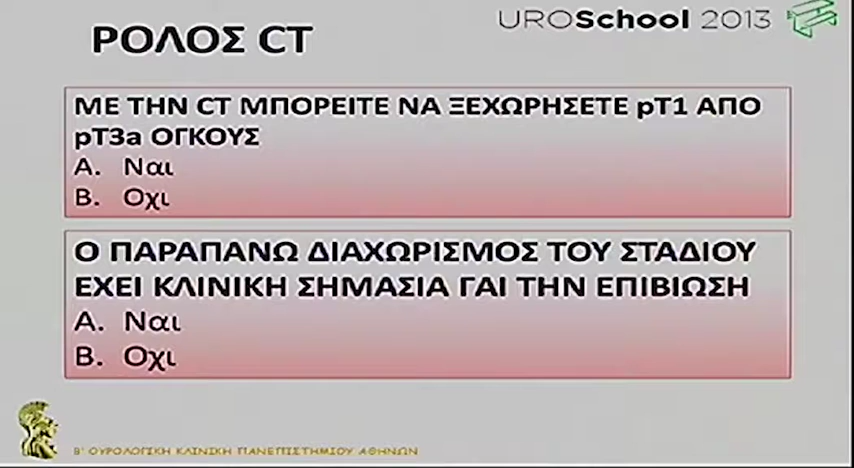 UROSchool 2013
ΡΟΛΟΣ CT
ΜΕ ΤΗΝ CT ΜΠΟΡΕΙΤΕ ΝΑ ΞΕΧΩΡΗΣΕΤΕ pT1 ΑΠΟ
pT3a ΟΓΚΟΥΣ
Α. Ναι
Β. Οχι
Ο ΠΑΡΑΠΑΝΩ ΔΙΑΧΩΡΙΣΜΟΣ ΤΟΥ ΣΤΑΔΙΟΥ
ΕΧΕΙ ΚΛΙΝΙΚΗ ΣΗΜΑΣΙΑ ΓΑΙ ΤΗΝ ΕΠΙΒΙΩΣΗ
Α. Ναι
Β. Οχι
Β' ΟΥΡΟΛΟΓΙΚΗ ΚΛΙΝΙΚΗ ΠΑΝΕΠΙΣΤΗΜΙΟΥ ΑΘΗΝΩΝ